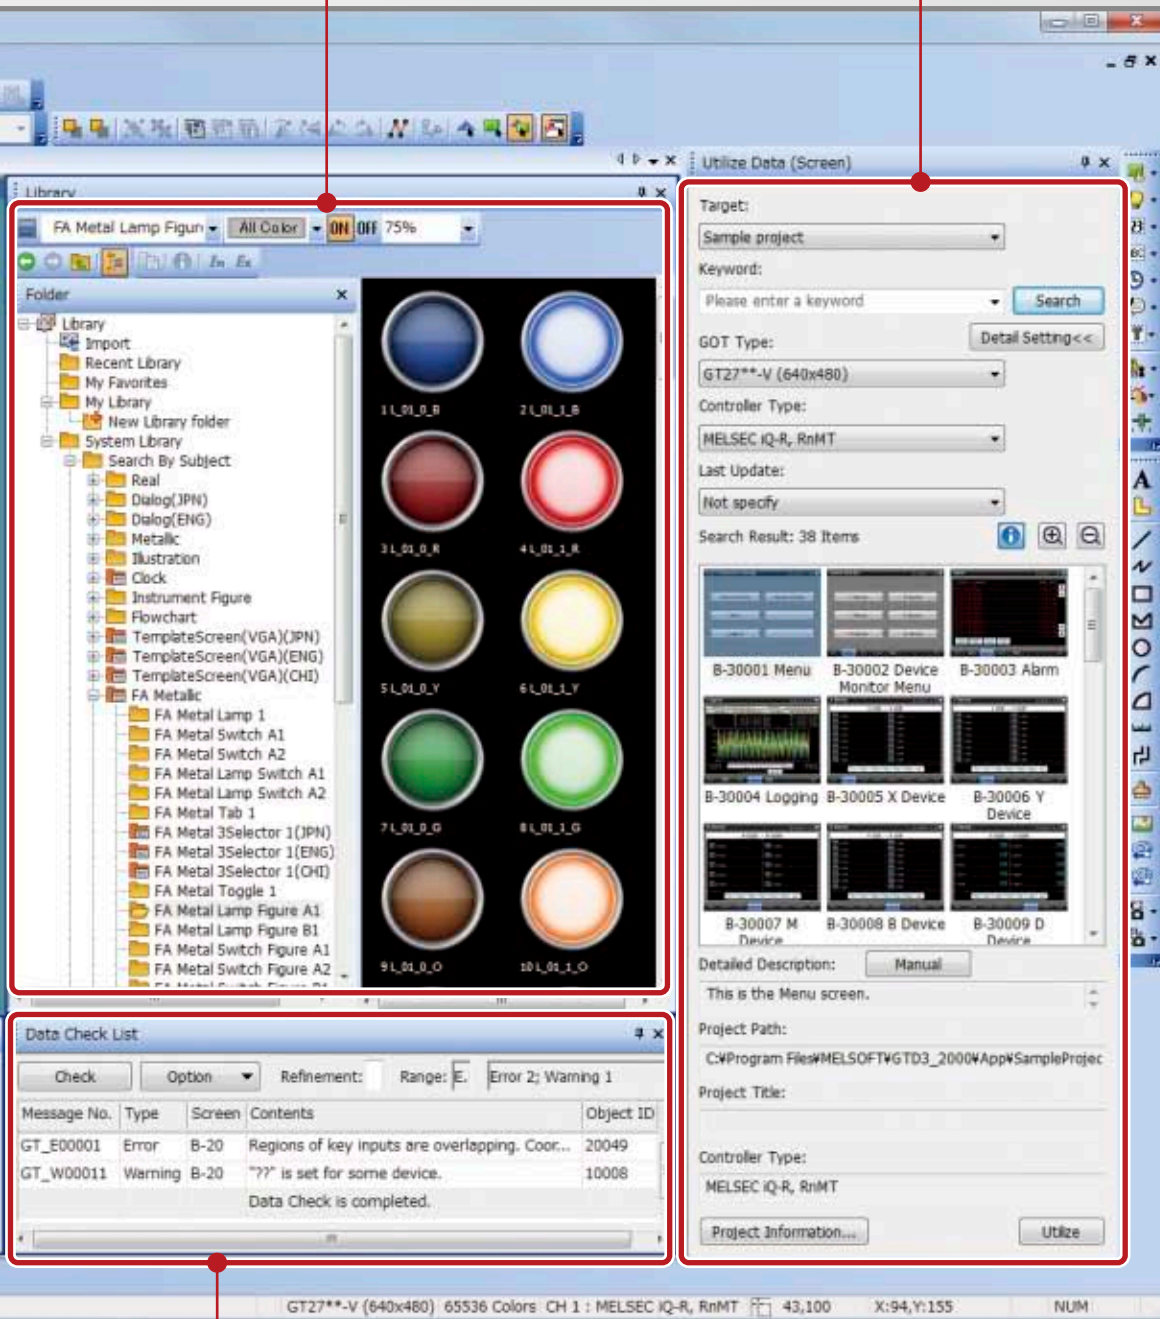 Library
FA Metal Lamp Figur
All Color
ON
OFF
75%
Folder
Library
Import
Recent Library
My Favorites
My Library
New Library folder
System Library
Search By Subject
Real
Dialog(JPN)
Dialog(ENG)
Metallic
Illustration
Clock
Instrument Figure
Flowchart
TemplateScreen(VGA)(JPN)
TemplateScreen(VGA)(ENG)
TemplateScreen(VGA)(CHI)
FA Metallic
FA Metal Lamp 1
FA Metal Switch A1
FA Metal Switch A2
FA Metal Lamp Switch A1
FA Metal Lamp Switch A2
FA Metal Tab 1
FA Metal 3Selector 1(JPN)
FA Metal 3Selector 1(ENG)
FA Metal 3Selector 1(CHI)
FA Metal Toggle 1
FA Metal Lamp Figure A1
FA Metal Lamp Figure B1
FA Metal Switch Figure A1
FA Metal Switch Figure A2
1 L_01_0_B
2 L_01_1_B
3 L_01_0_R
4 L_01_1_R
5 L_01_0_Y
6 L_01_1_Y
7 L_01_0_G
8 L_01_1_G
9 L_01_0_O
10 L_01_1_O
Data Check List
Check
Option
Refinement:
Range: E.
Error 2; Warning 1
Message No. Type Screen Contents Object ID
GT_E00001 Error B-20 Regions of key inputs are overlapping. Coor... 20049
GT_W00011 Warning B-20 "??" is set for some device. 10008
Data Check is completed.
Utilize Data (Screen)
Target:
Sample project
Keyword:
Please enter a keyword
Search
GOT Type:
Detail Setting<<
GT27**-V (640x480)
Controller Type:
MELSEC iQ-R, RnMT
Last Update:
Not specify
Search Result: 38 Items
B-30001 Menu
B-30002 Device Monitor Menu
B-30003 Alarm
B-30004 Logging
B-30005 X Device
B-30006 Y Device
B-30007 M Device
B-30008 B Device
B-30009 D Device
Detailed Description:
Manual
This is the Menu screen.
Project Path:
C:¥Program Files¥MELSOFT¥GTD3_2000¥App¥SampleProjec
Project Title:
Controller Type:
MELSEC iQ-R, RnMT
Project Information...
Utilize
GT27**-V (640x480) 65536 Colors CH 1 : MELSEC iQ-R, RnMT 43,100 X:94,Y:155 NUM